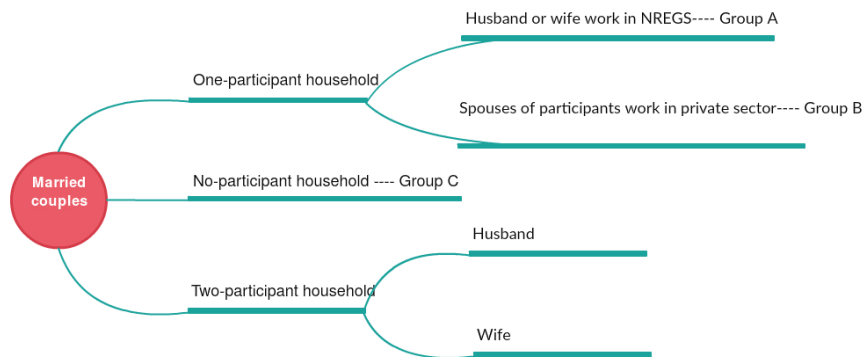 Husband or wife work in NREGS---- Group A
One-participant household
Spouses of participants work in private sector---- Group B
Married
couples
No-participant household ---- Group C
Husband
Two-participant household
Wife